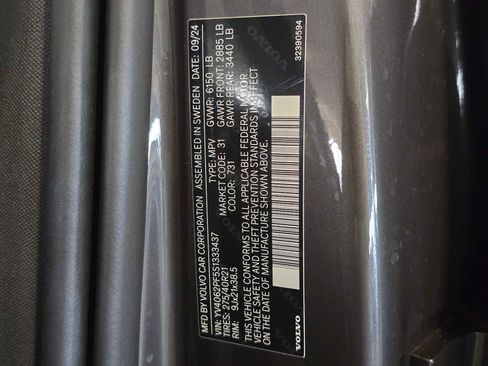 MFD BY VOLVO CAR CORPORATION ASSEMBLED IN SWEDEN DATE: 09/24
VIN: YV4062PF5S1333437 TYPE: MPV GVWR: 6150 LB
TIRES: 275/40R21 MARKET CODE: 31 GAWR FRONT: 2885 LB
RIM: 9Jx21x38.5 COLOR: 731 GAWR REAR: 3440 LB
THIS VEHICLE CONFORMS TO ALL APPLICABLE FEDERAL MOTOR
VEHICLE SAFETY AND THEFT PREVENTION STANDARDS IN EFFECT
ON THE DATE OF MANUFACTURE SHOWN ABOVE.
VOLVO 32390594